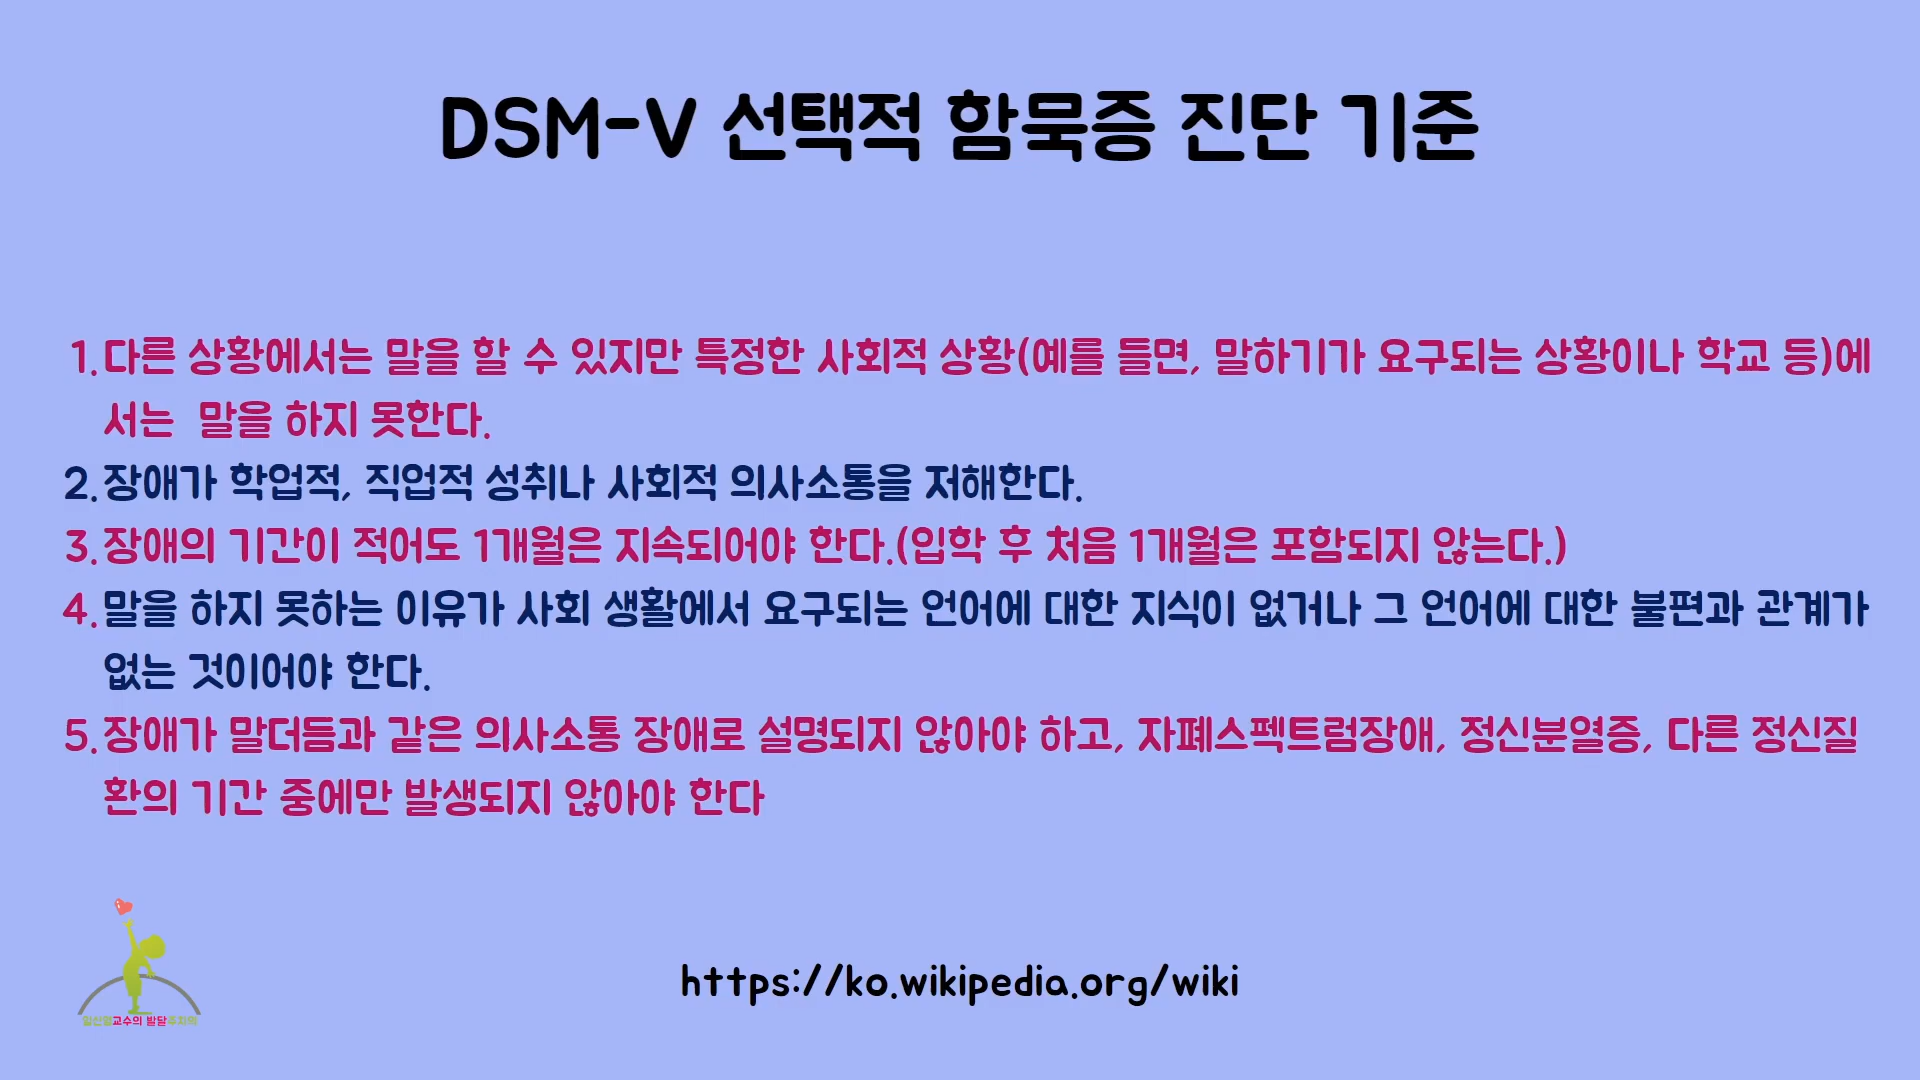 DSM-V 선택적 함묵증 진단 기준
1. 다른 상황에서는 말을 할 수 있지만 특정한 사회적 상황(예를 들면, 말하기가 요구되는 상황이나 학교 등)에
서는 말을 하지 못한다.
2. 장애가 학업적, 직업적 성취나 사회적 의사소통을 저해한다.
3. 장애의 기간이 적어도 1개월은 지속되어야 한다.(입학 후 처음 1개월은 포함되지 않는다.)
4. 말을 하지 못하는 이유가 사회 생활에서 요구되는 언어에 대한 지식이 없거나 그 언어에 대한 불편과 관계가
없는 것이어야 한다.
5. 장애가 말더듬과 같은 의사소통 장애로 설명되지 않아야 하고, 자폐스펙트럼장애, 정신분열증, 다른 정신질
환의 기간 중에만 발생되지 않아야 한다
https://ko.wikipedia.org/wiki
교수의 발달주치의